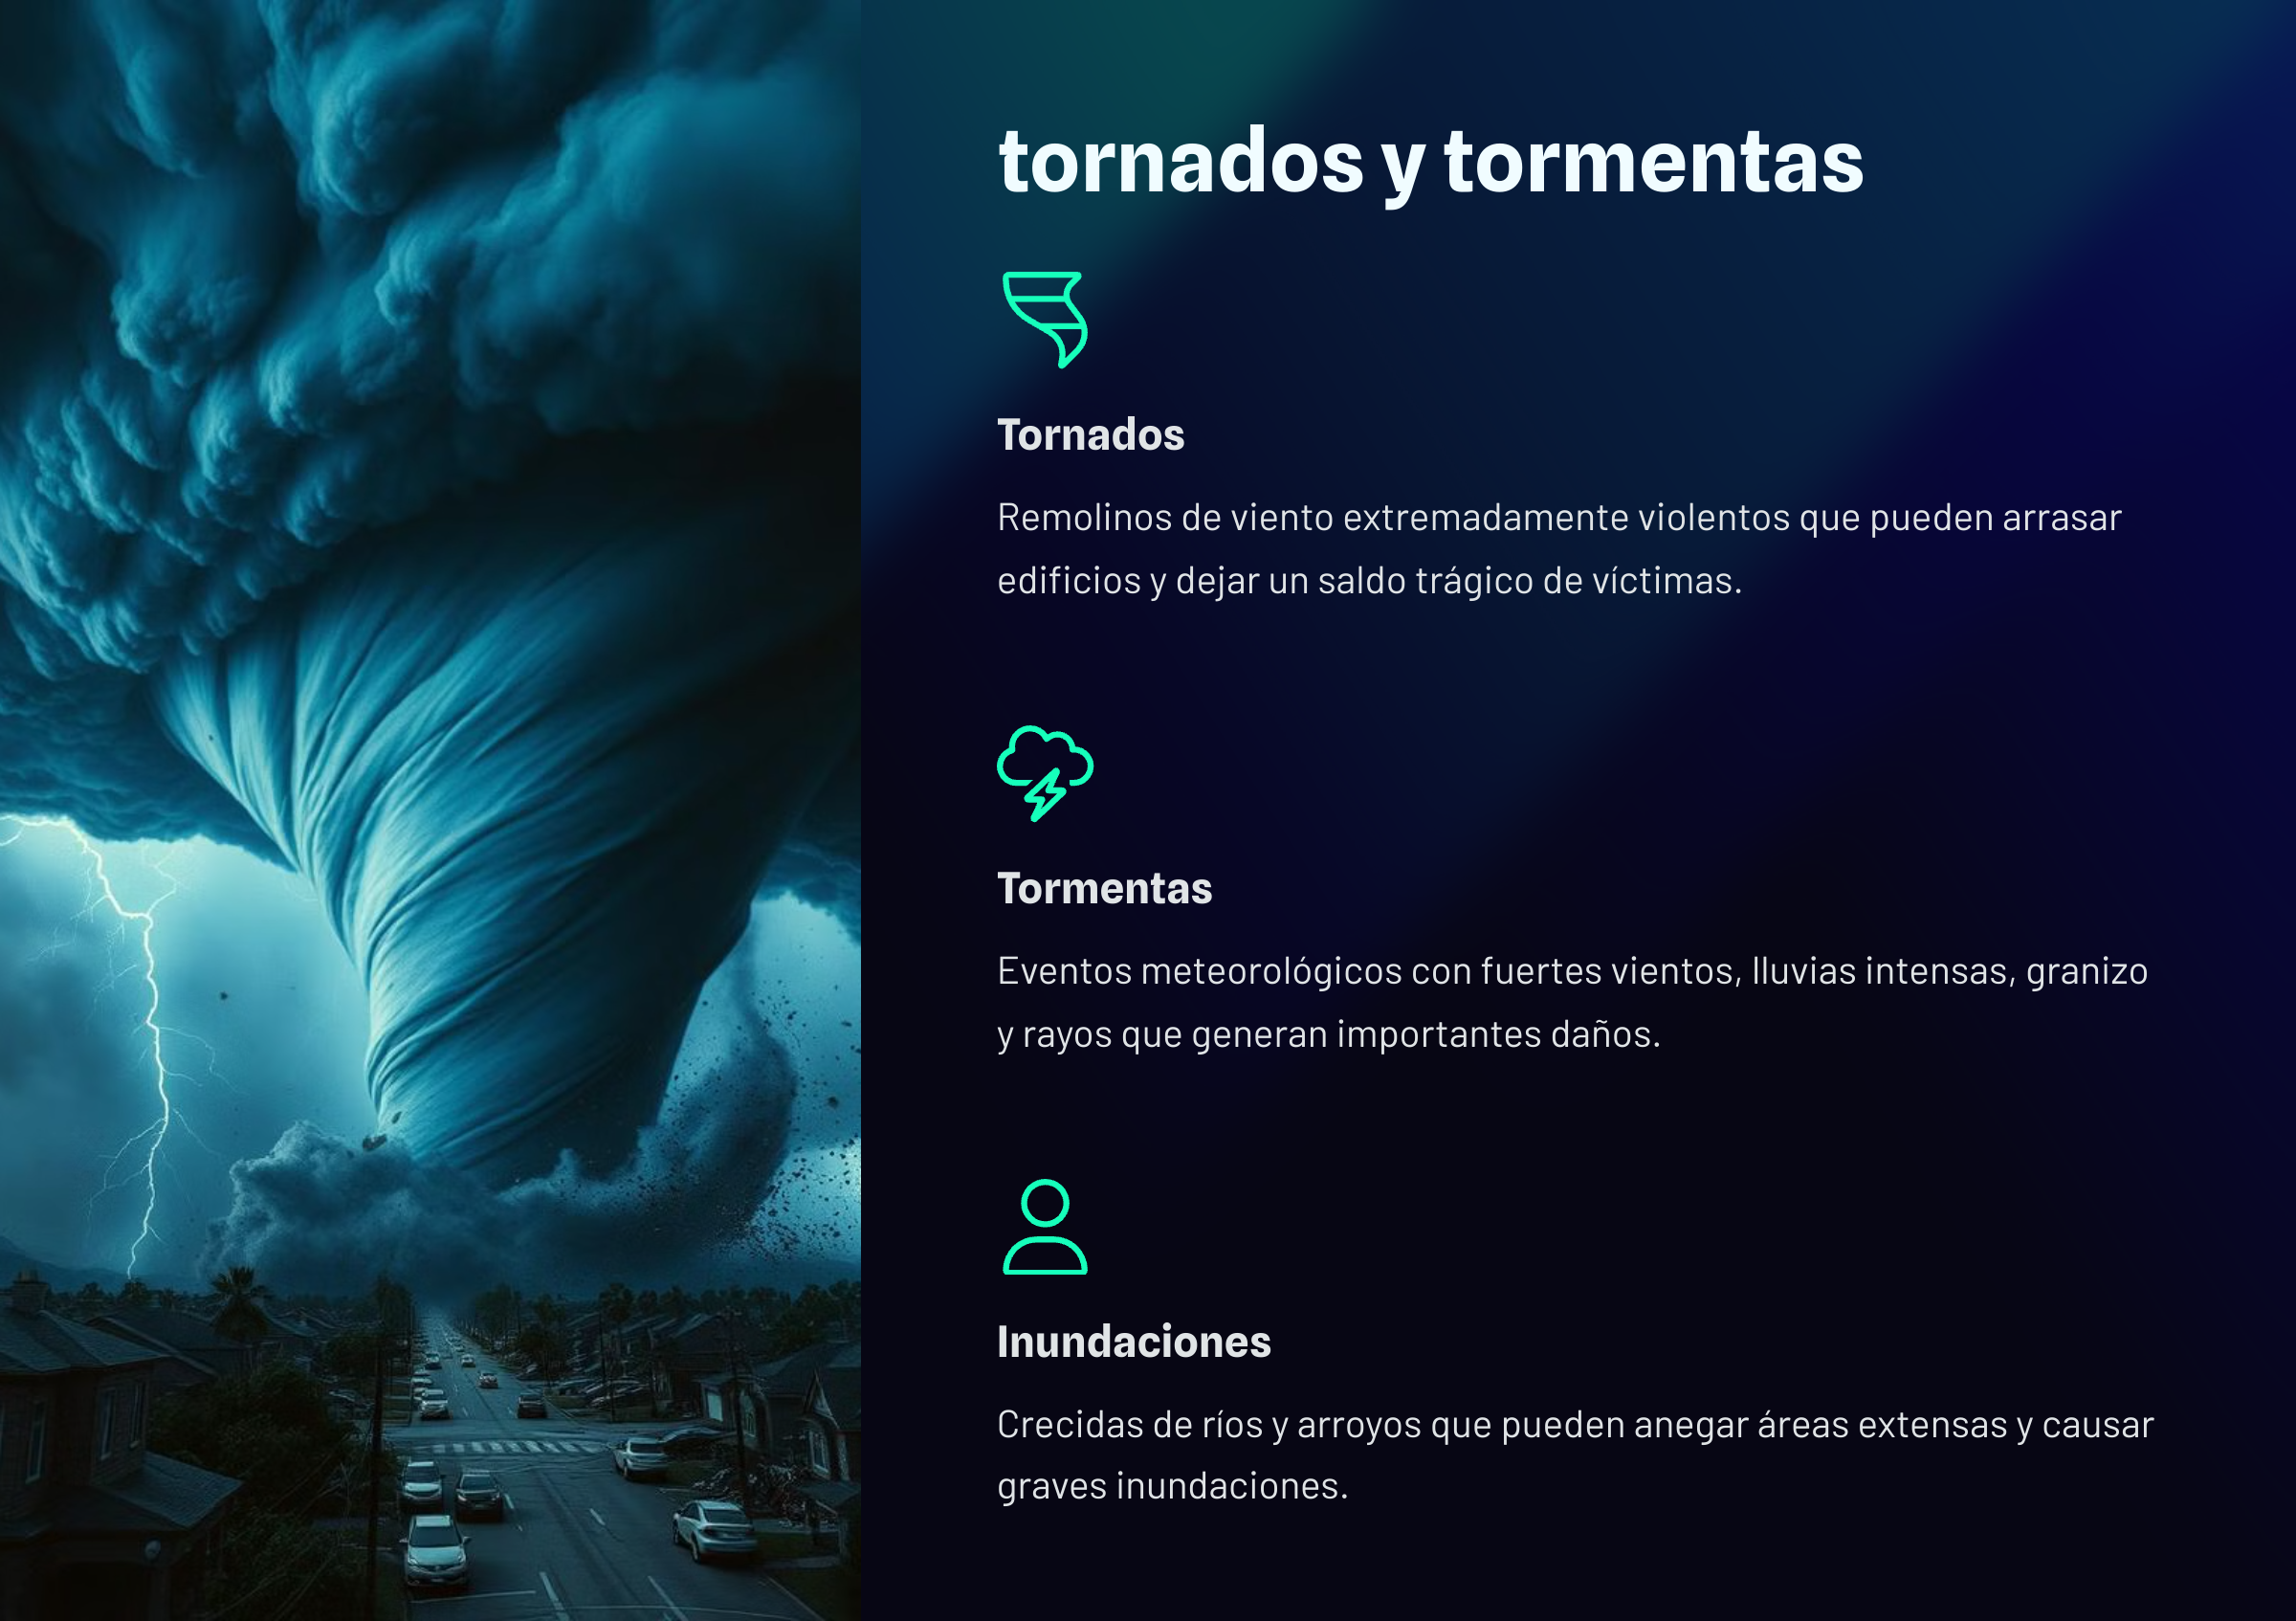 tornados y tormentas
Tornados
Remolinos de viento extremadamente violentos que pueden arrasar
edificios y dejar un saldo trágico de víctimas.
Tormentas
Eventos meteorológicos con fuertes vientos, lluvias intensas, granizo
y rayos que generan importantes daños.
Inundaciones
Crecidas de ríos y arroyos que pueden anegar áreas extensas y causar
graves inundaciones.